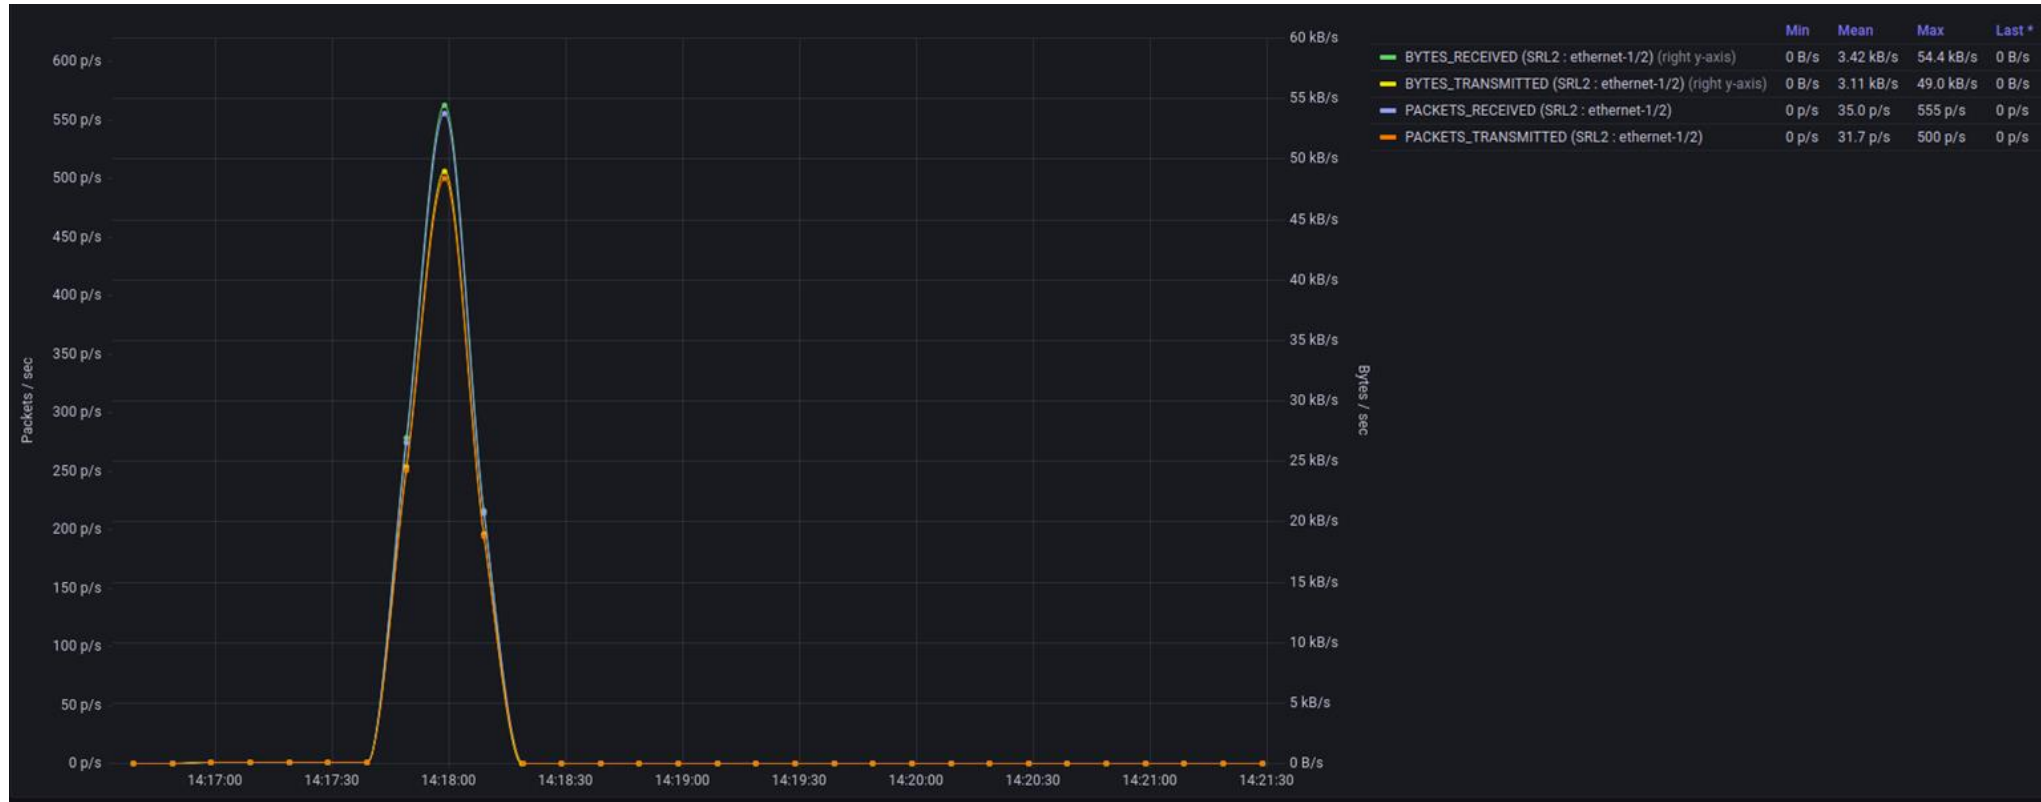 Min Mean Max Last *
BYTES_RECEIVED (SRL2 : ethernet-1/2) (right y-axis) 0 B/s 3.42 kB/s 54.4 kB/s 0 B/s
BYTES_TRANSMITTED (SRL2 : ethernet-1/2) (right y-axis) 0 B/s 3.11 kB/s 49.0 kB/s 0 B/s
PACKETS_RECEIVED (SRL2 : ethernet-1/2) 0 p/s 35.0 p/s 555 p/s 0 p/s
PACKETS_TRANSMITTED (SRL2 : ethernet-1/2) 0 p/s 31.7 p/s 500 p/s 0 p/s
Packets / sec
600 p/s
550 p/s
500 p/s
450 p/s
400 p/s
350 p/s
300 p/s
250 p/s
200 p/s
150 p/s
100 p/s
50 p/s
0 p/s
60 kB/s
55 kB/s
50 kB/s
45 kB/s
40 kB/s
35 kB/s
30 kB/s
25 kB/s
20 kB/s
15 kB/s
10 kB/s
5 kB/s
0 B/s
Bytes / sec
14:17:00 14:17:30 14:18:00 14:18:30 14:19:00 14:19:30 14:20:00 14:20:30 14:21:00 14:21:30